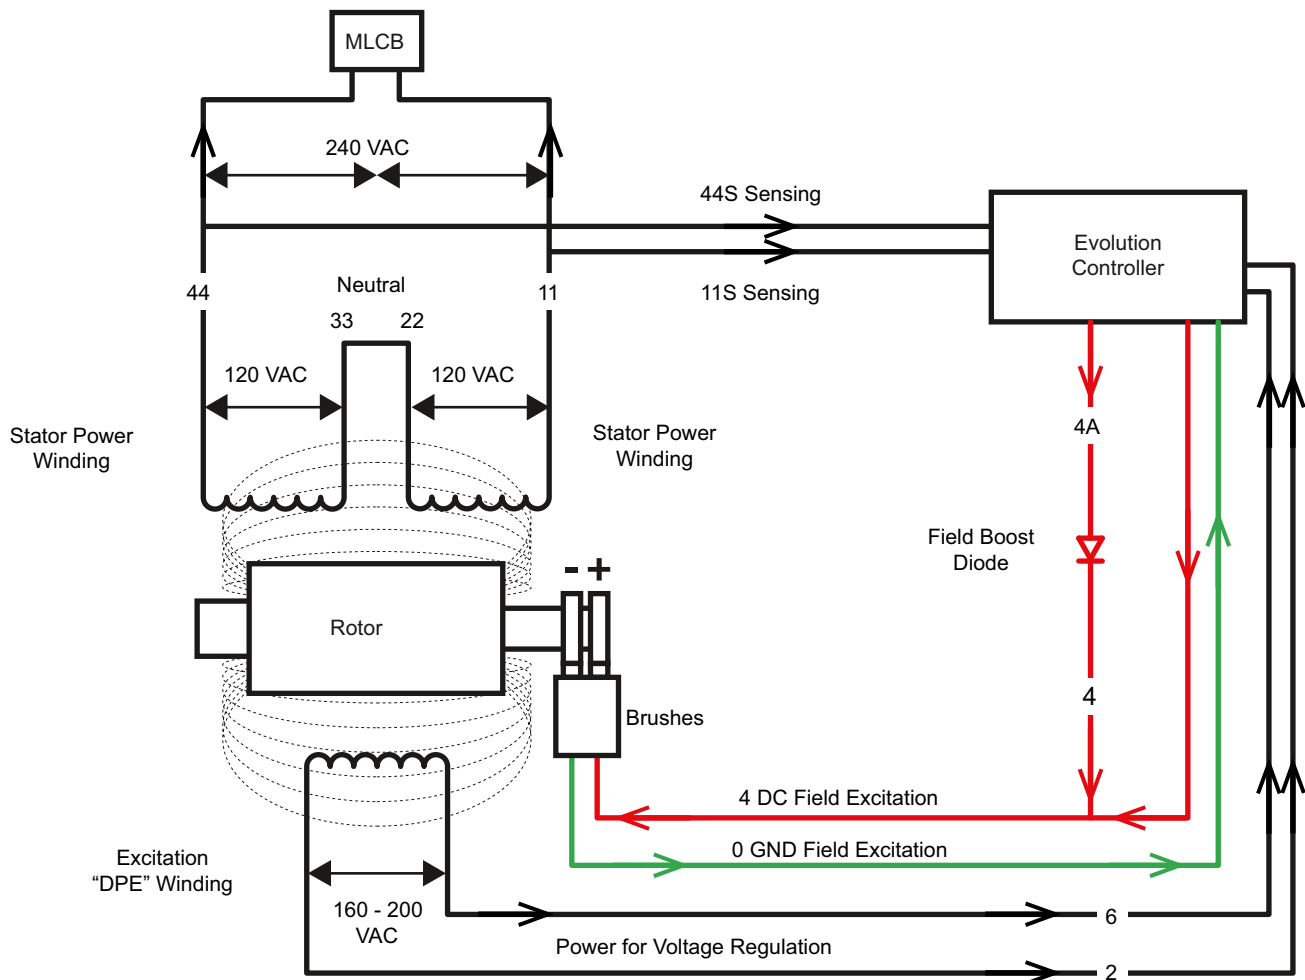 MLCB
240 VAC
44S Sensing
Evolution
Controller
44
Neutral
11
11S Sensing
33
22
120 VAC
120 VAC
4A
Stator Power
Winding
Stator Power
Winding
Field Boost
Diode
- +
Rotor
4
Brushes
4 DC Field Excitation
0 GND Field Excitation
Excitation
“DPE” Winding
160 - 200
VAC
6
Power for Voltage Regulation
2